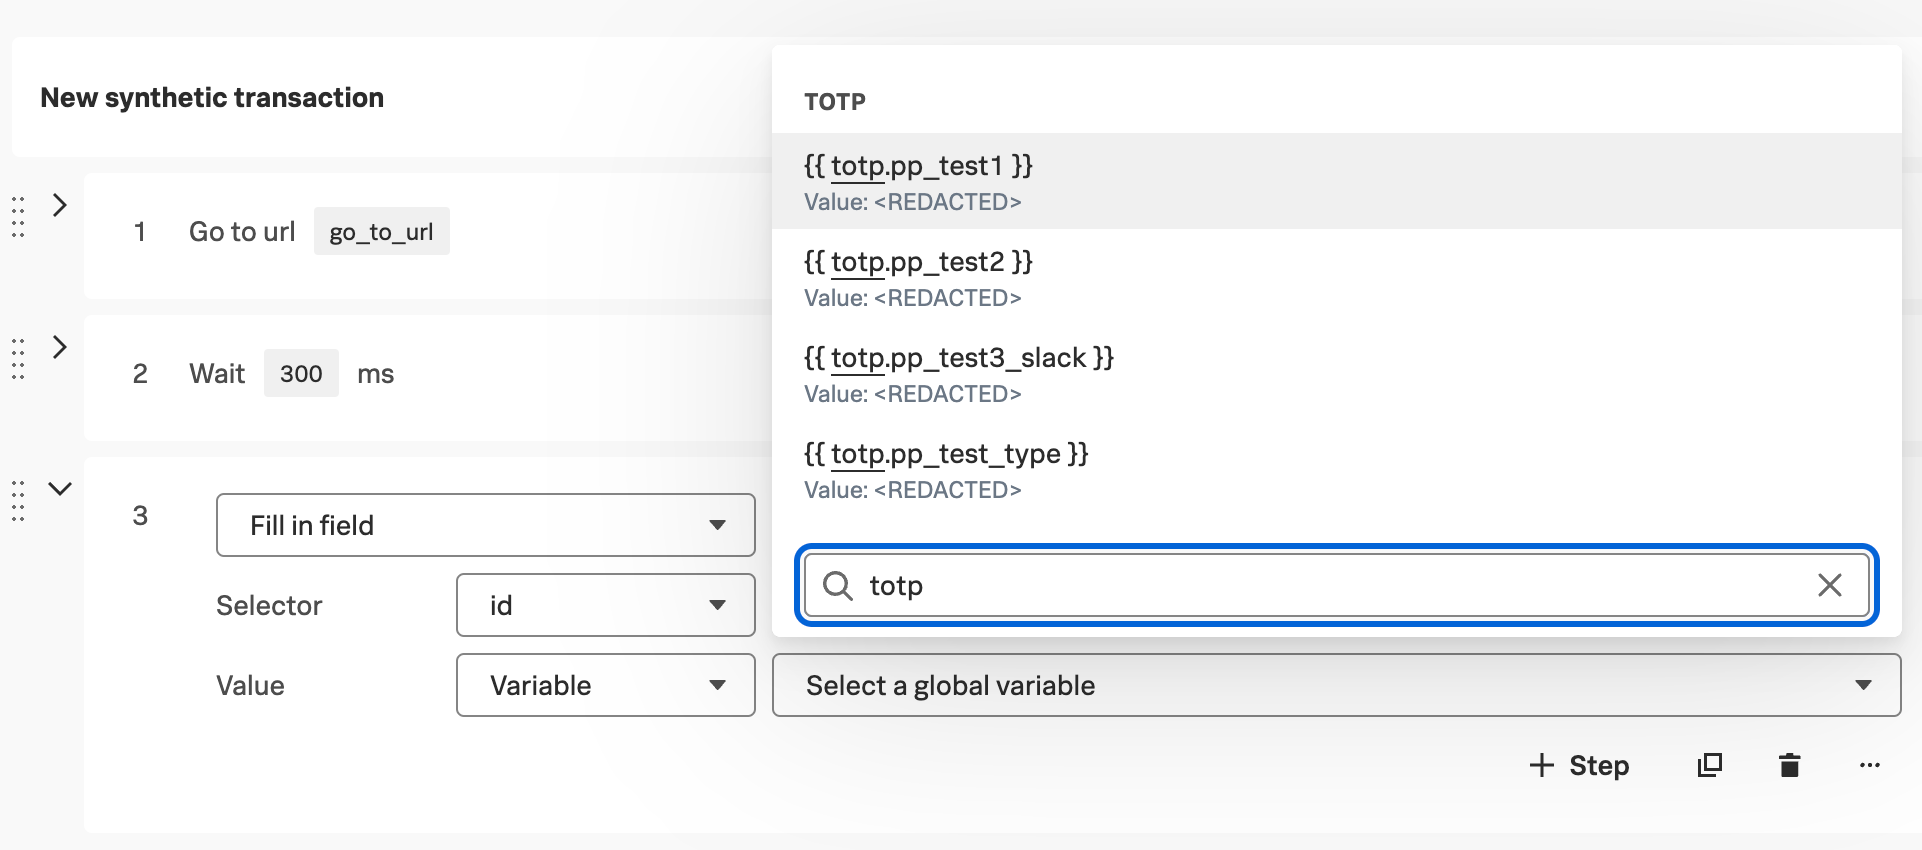 New synthetic transaction
TOTP
{{ totp.pp_test1 }}
Value: <REDACTED>
{{ totp.pp_test2 }}
Value: <REDACTED>
{{ totp.pp_test3_slack }}
Value: <REDACTED>
{{ totp.pp_test_type }}
Value: <REDACTED>
totp
1 Go to url go_to_url
2 Wait 300 ms
3 Fill in field
Selector id
Value Variable Select a global variable
+ Step ...